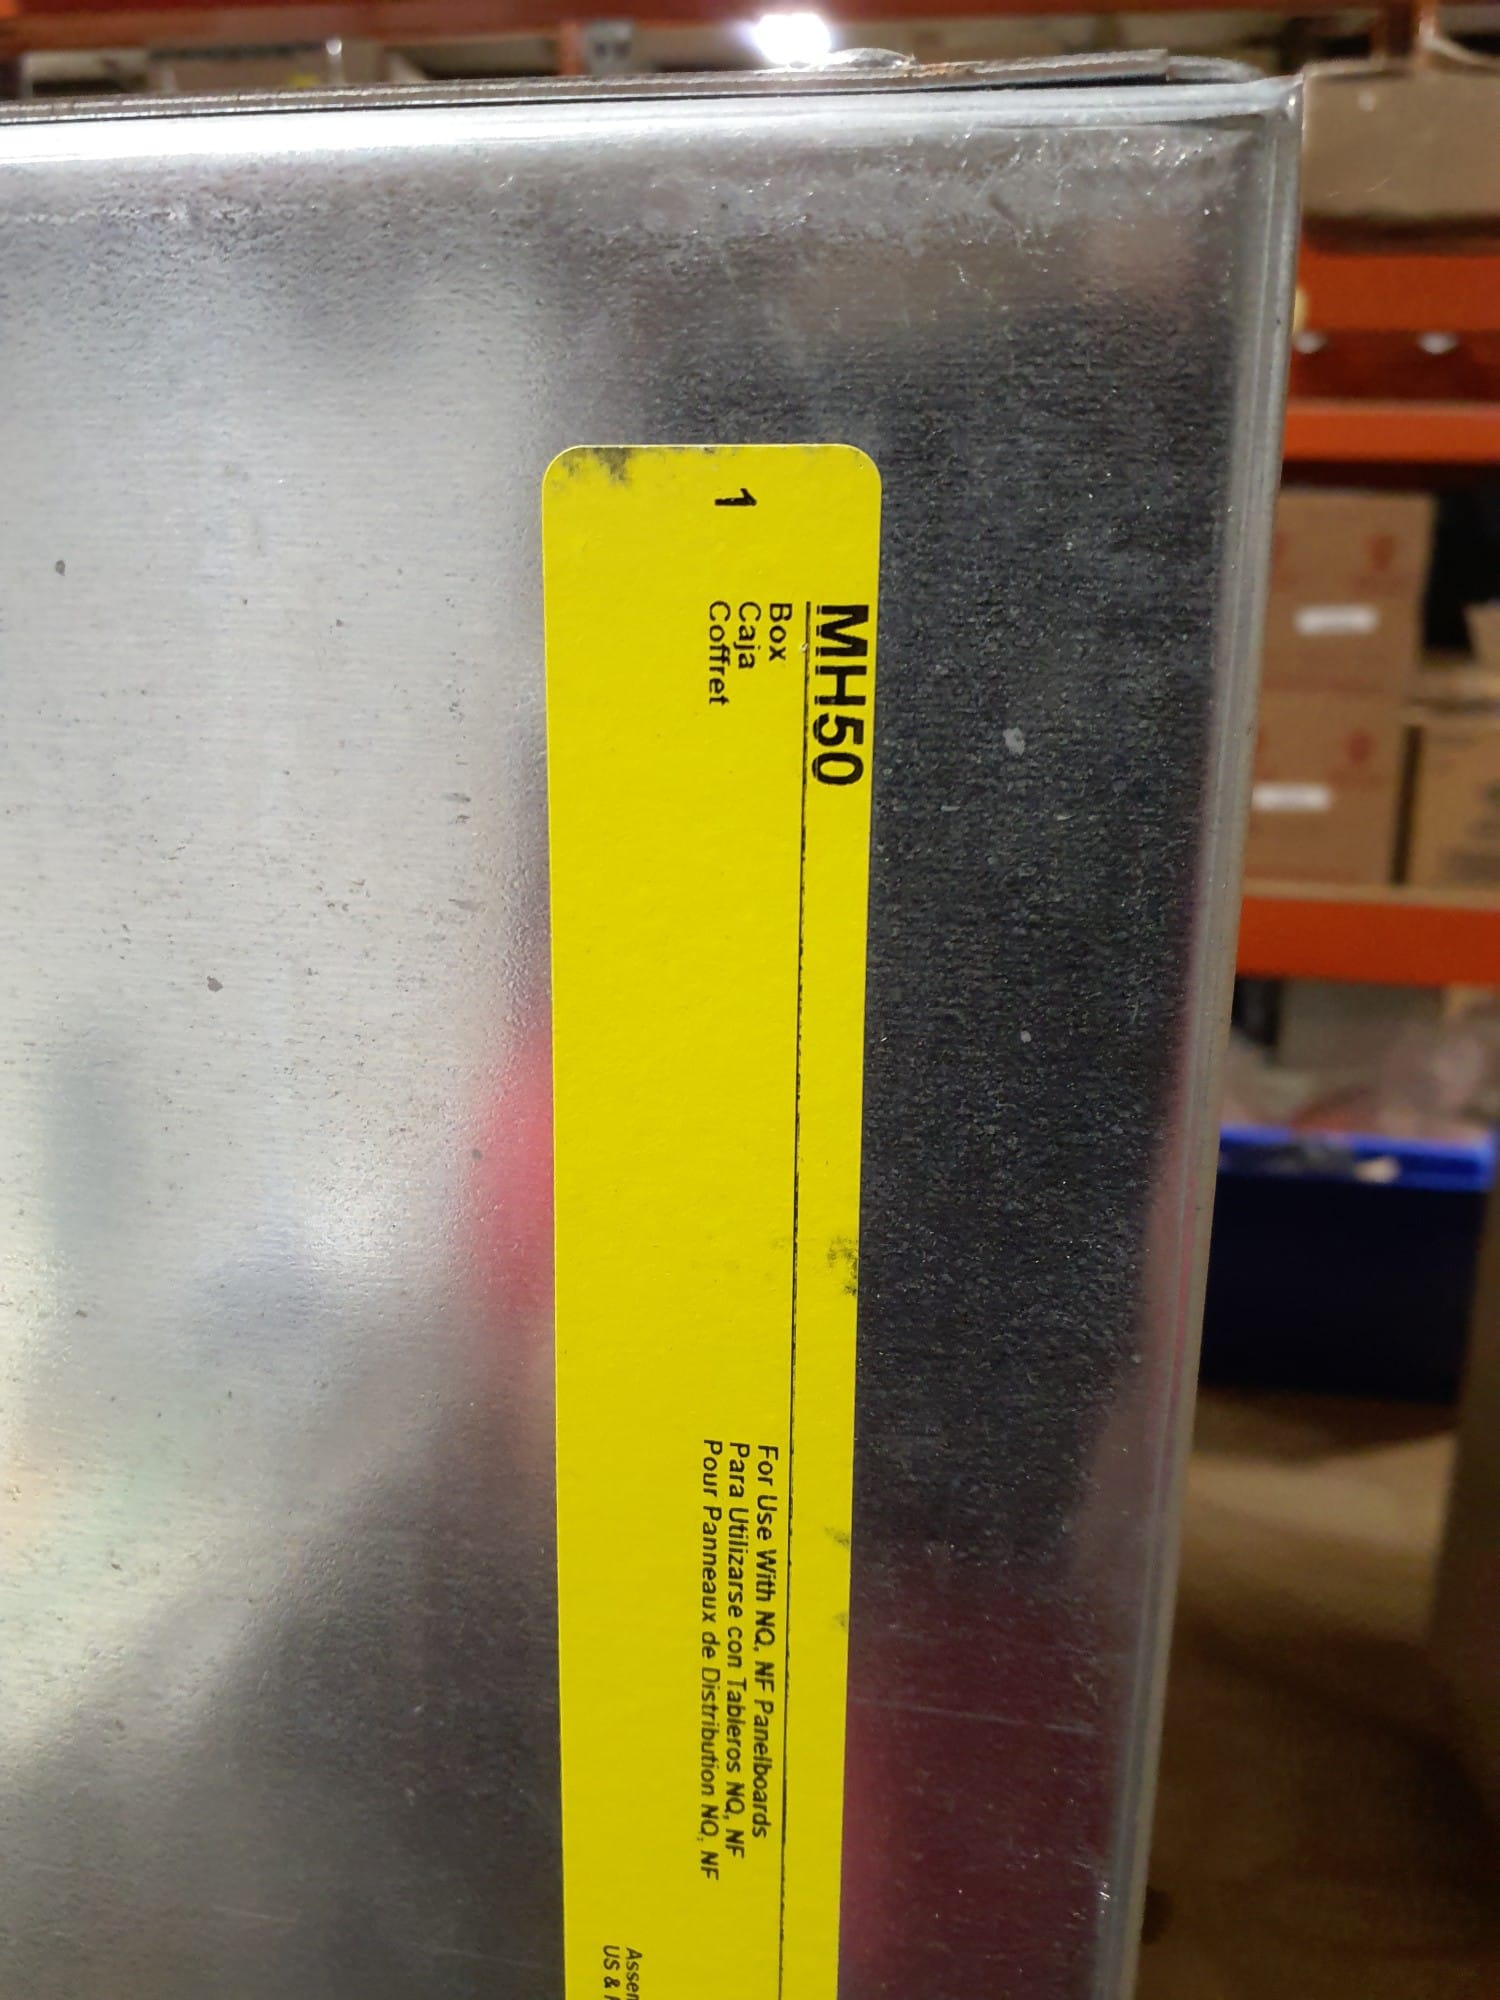 MH50
1
Box
Caja
Coffret
For Use With NQ, NF Panelboards
Para Utilizarse con Tableros NQ, NF
Pour Panneaux de Distribution NQ, NF
US &